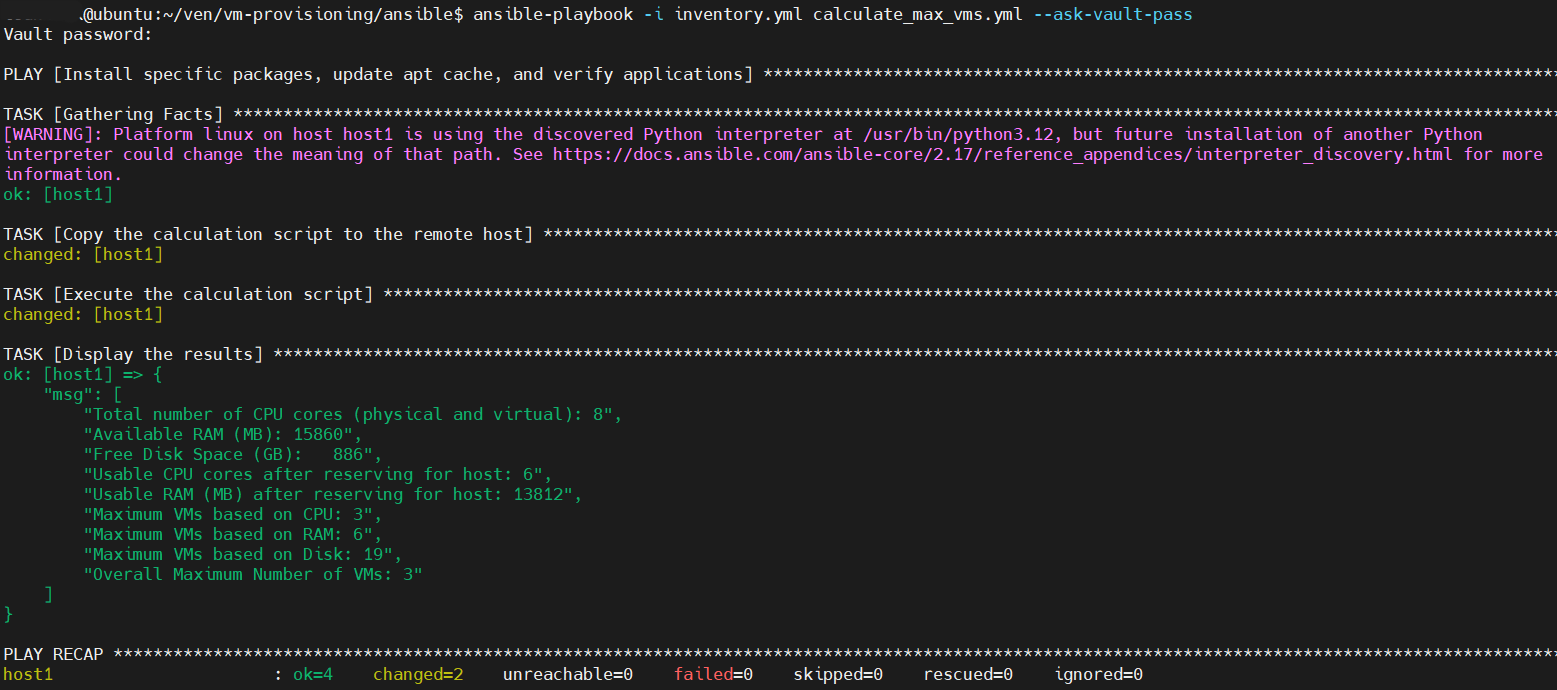 @ubuntu:~/ven/vm-provisioning/ansible$ ansible-playbook -i inventory.yml calculate_max_vms.yml --ask-vault-pass
Vault password:
PLAY [Install specific packages, update apt cache, and verify applications] *******************************************************************************
TASK [Gathering Facts] ************************************************************************************************************************************
[WARNING]: Platform linux on host host1 is using the discovered Python interpreter at /usr/bin/python3.12, but future installation of another Python
interpreter could change the meaning of that path. See https://docs.ansible.com/ansible-core/2.17/reference_appendices/interpreter_discovery.html for more
information.
ok: [host1]
TASK [Copy the calculation script to the remote host] *****************************************************************************************************
changed: [host1]
TASK [Execute the calculation script] *********************************************************************************************************************
changed: [host1]
TASK [Display the results] ********************************************************************************************************************************
ok: [host1] => {
    "msg": [
        "Total number of CPU cores (physical and virtual): 8",
        "Available RAM (MB): 15860",
        "Free Disk Space (GB):   886",
        "Usable CPU cores after reserving for host: 6",
        "Usable RAM (MB) after reserving for host: 13812",
        "Maximum VMs based on CPU: 3",
        "Maximum VMs based on RAM: 6",
        "Maximum VMs based on Disk: 19",
        "Overall Maximum Number of VMs: 3"
    ]
}
PLAY RECAP ************************************************************************************************************************************************
host1                      : ok=4    changed=2    unreachable=0    failed=0    skipped=0    rescued=0    ignored=0